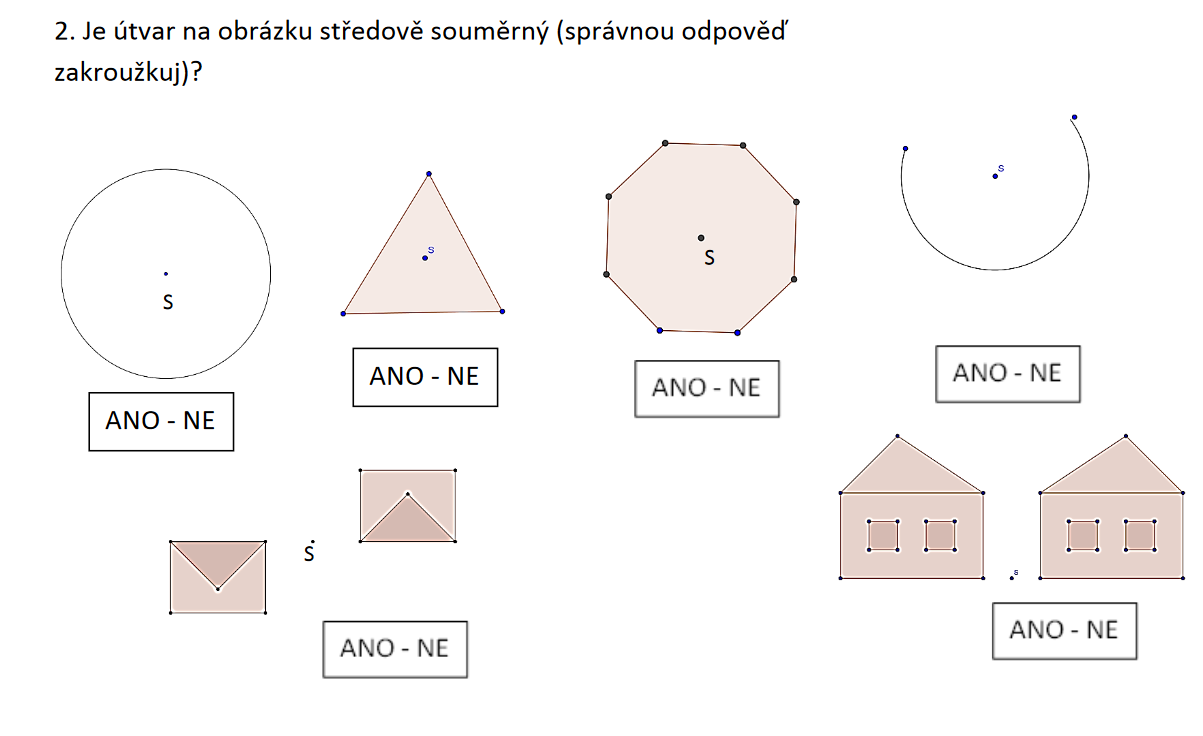 2. Je útvar na obrázku středově souměrný (správnou odpověď
zakroužkuj)?
S
S
S
S
ANO - NE
ANO - NE
ANO - NE
ANO - NE
S
S
ANO - NE
ANO - NE